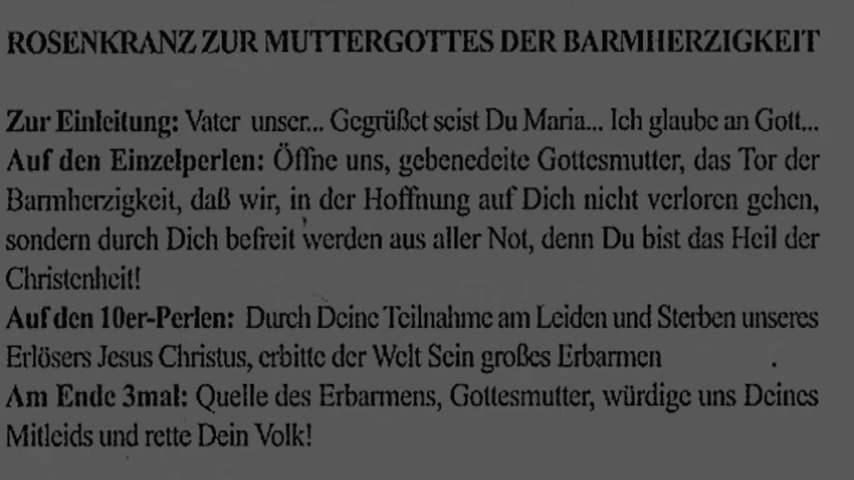 ROSENKRANZ ZUR MUTTERGOTTES DER BARMHERZIGKEIT
Zur Einleitung: Vater unser... Gegrüßet seist Du Maria... Ich glaube an Gott...
Auf den Einzelperlen: Öffne uns, gebenedeite Gottesmutter, das Tor der
Barmherzigkeit, daß wir, in der Hoffnung auf Dich nicht verloren gehen,
sondern durch Dich befreit werden aus aller Not, denn Du bist das Heil der
Christenheit!
Auf den 10er-Perlen: Durch Deine Teilnahme am Leiden und Sterben unseres
Erlösers Jesus Christus, erbitte der Welt Sein großes Erbarmen
Am Ende 3mal: Quelle des Erbarmens, Gottesmutter, würdige uns Deines
Mitleids und rette Dein Volk!